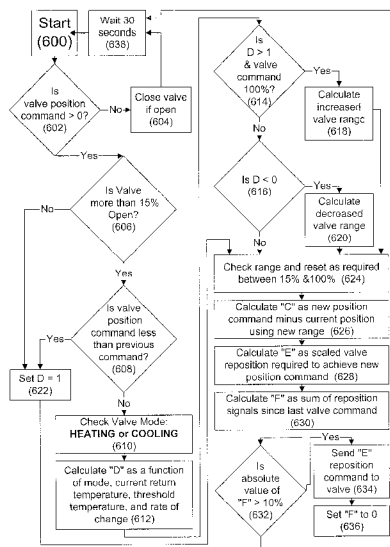 Start
(600)
Wait 30
seconds
(638)
Is
valve position
command > 0?
(602)
No
Close valve
if open
(604)
Yes
Is Valve
more than 15%
Open?
(606)
No
Yes
Is valve
position
command less
than previous
command?
(608)
Yes
Set D = 1
(622)
No
Check Valve Mode:
HEATING or COOLING
(610)
Calculate "D" as a function
of mode, current return
temperature, threshold
temperature, and rate of
change (612)
Is
D > 1
& valve
command
100%?
(614)
Yes
Calculate
increased
valve range
(618)
No
Is D < 0
(616)
Yes
Calculate
decreased
valve range
(620)
No
Check range and reset as required
between 15% &100% (624)
Calculate "C" as new position
command minus current position
using new range (626)
Calculate "E" as scaled valve
reposition required to achieve new
position command (628)
Calculate "F" as sum of reposition
signals since last valve command
(630)
Is
absolute
value of
"F" > 10%
(632)
Yes
Send "E"
reposition
command to
valve (634)
Set "F" to 0
(636)